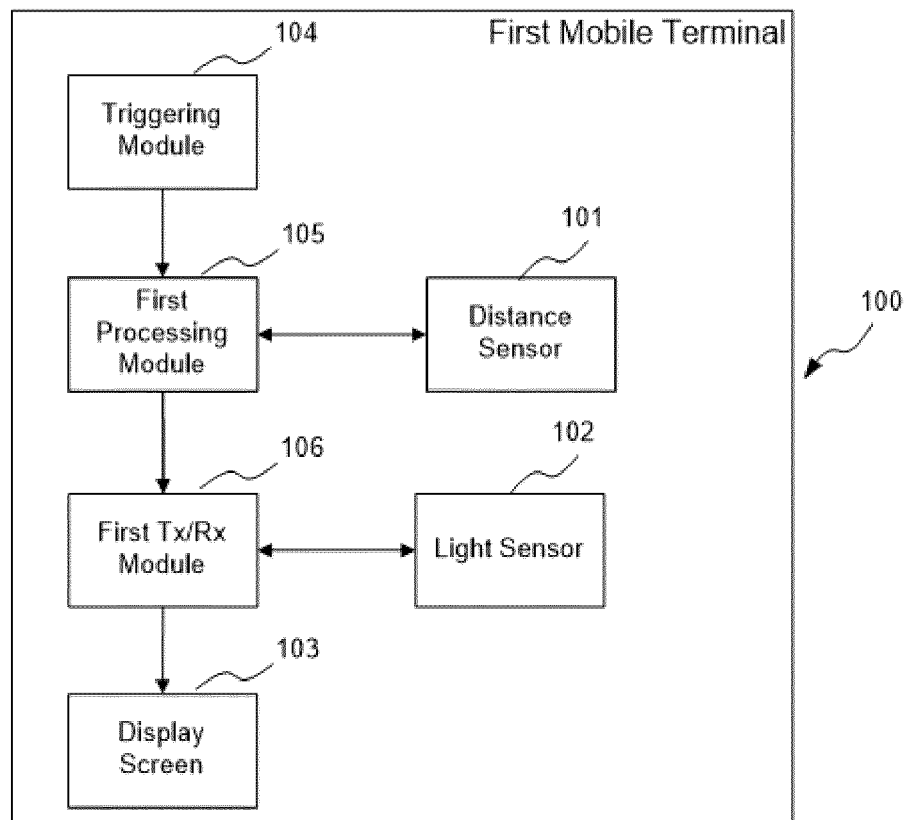 First Mobile Terminal
104
Triggering
Module
105
First
Processing
Module
101
Distance
Sensor
100
106
First Tx/Rx
Module
102
Light Sensor
103
Display
Screen